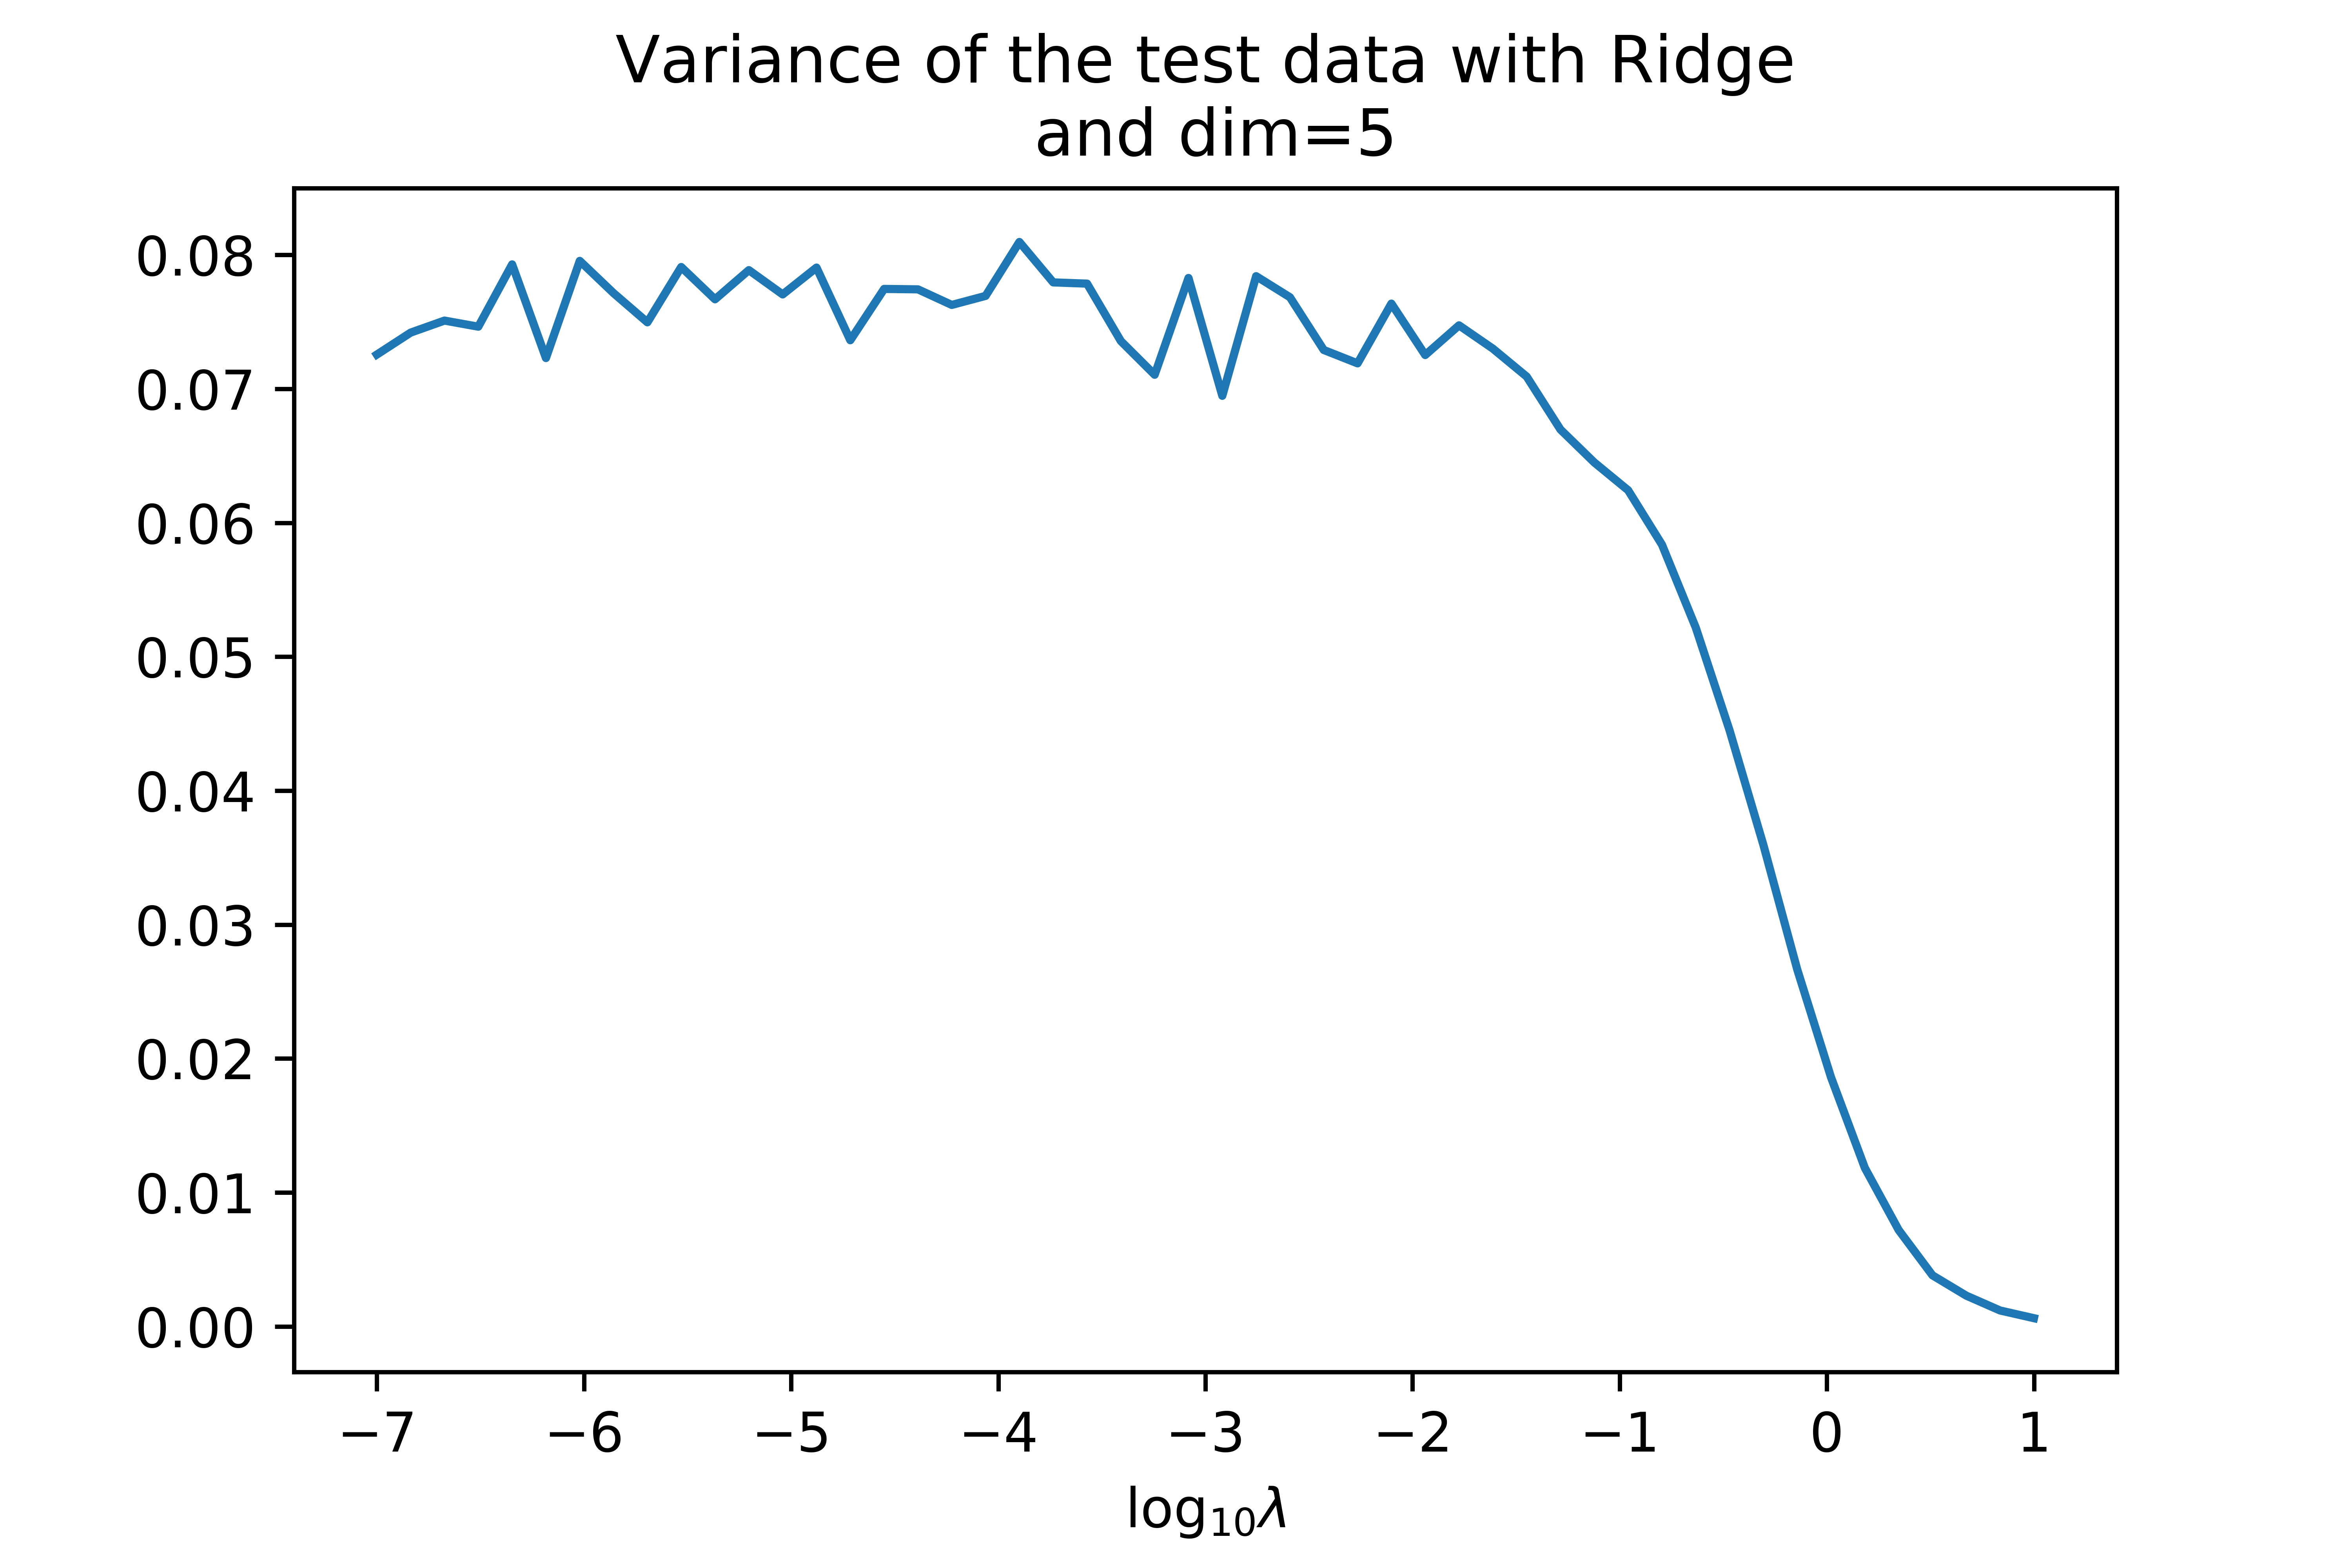 Variance of the test data with Ridge
and dim=5
0.08
0.07
0.06
0.05
0.04
0.03
0.02
0.01
0.00
−7 −6 −5 −4 −3 −2 −1 0 1
log₁₀λ